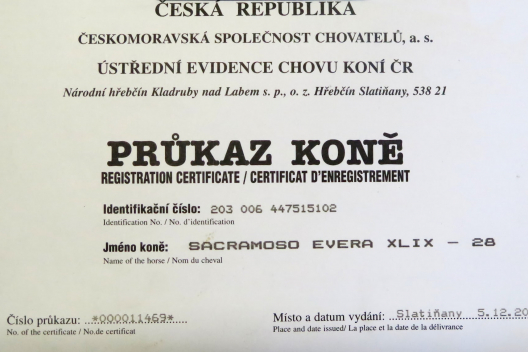 ČESKÁ REPUBLIKA
ČESKOMORAVSKÁ SPOLEČNOST CHOVATELŮ, a. s.
ÚSTŘEDNÍ EVIDENCE CHOVU KONÍ ČR
Národní hřebčín Kladruby nad Labem s. p., o. z. Hřebčín Slatiňany, 538 21
PRŮKAZ KONĚ
REGISTRATION CERTIFICATE / CERTIFICAT D'ENREGISTREMENT
Identifikační číslo: 203 006 447515102
Identification No. / No. d'identification
Jméno koně: SACRAMOSO EVERA XLIX - 28
Name of the horse / Nom du cheval
Číslo průkazu: *000011469*
No. of the certificate / No.de certificat
Místo a datum vydání: Slatiňany 5.12.20
Place and date issued/ La place et la date de la délivrance